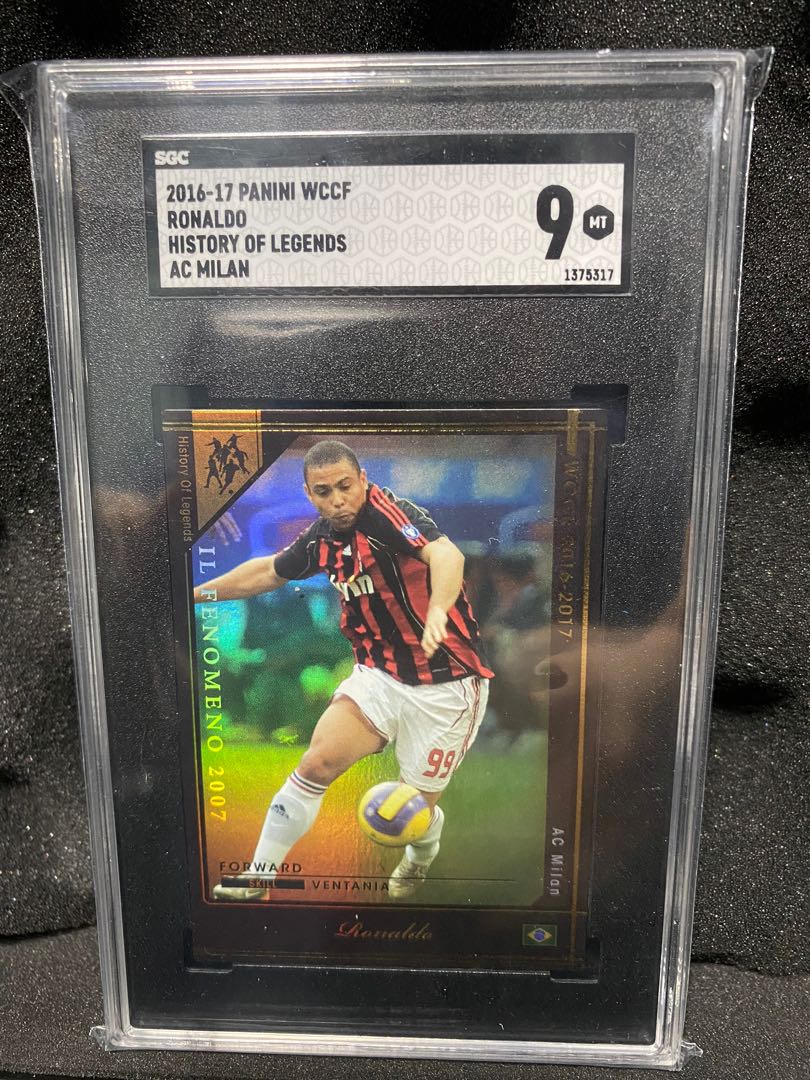 SGC
2016-17 PANINI WCCF
RONALDO
HISTORY OF LEGENDS
AC MILAN
9
MT
1375317
History Of Legends
IL FENOMENO 2007
WCCF 2016-2017
99
AC Milan
FORWARD
SKILL VENTANIA
Ronaldo